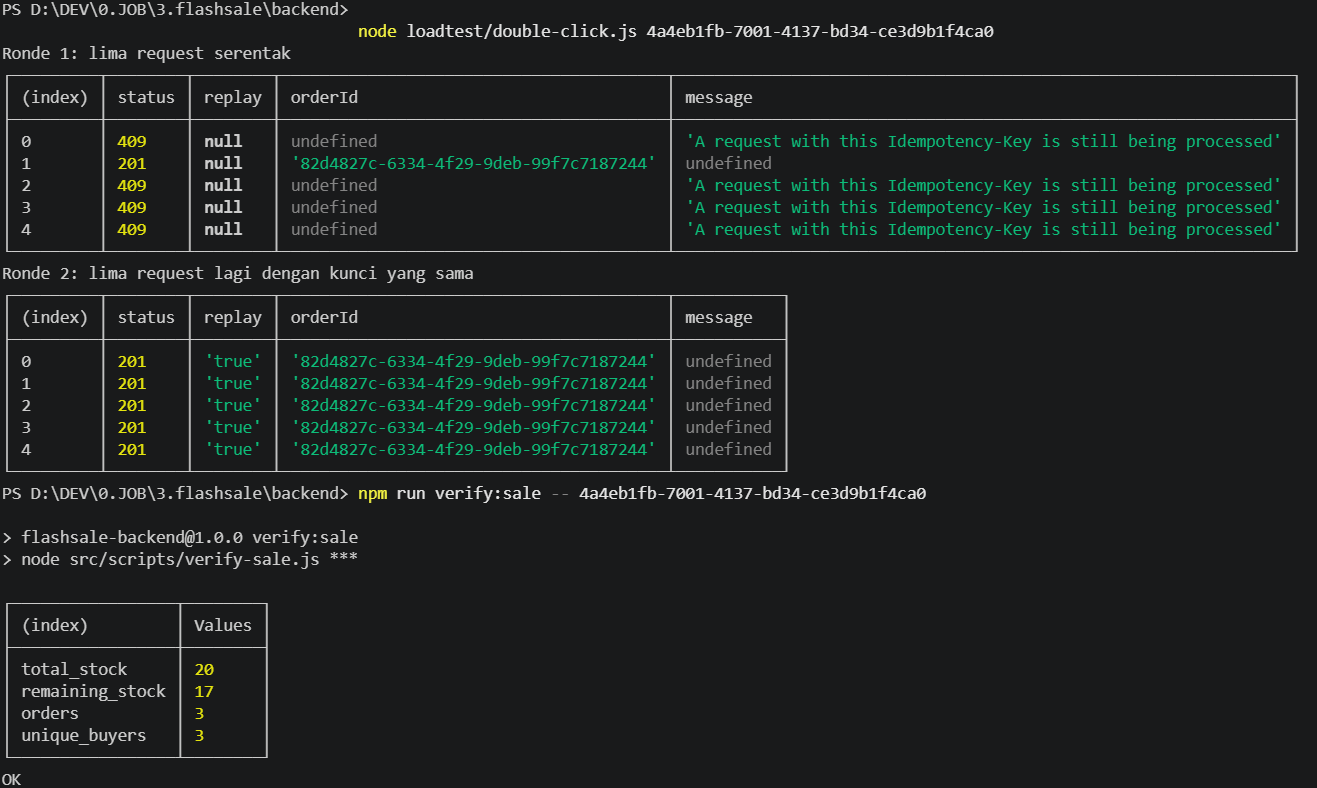 PS D:\DEV\0.JOB\3.flashsale\backend>
node loadtest/double-click.js 4a4eb1fb-7001-4137-bd34-ce3d9b1f4ca0
Ronde 1: lima request serentak
(index) status replay orderId message
0 409 null undefined 'A request with this Idempotency-Key is still being processed'
1 201 null '82d4827c-6334-4f29-9deb-99f7c7187244' undefined
2 409 null undefined 'A request with this Idempotency-Key is still being processed'
3 409 null undefined 'A request with this Idempotency-Key is still being processed'
4 409 null undefined 'A request with this Idempotency-Key is still being processed'
Ronde 2: lima request lagi dengan kunci yang sama
(index) status replay orderId message
0 201 'true' '82d4827c-6334-4f29-9deb-99f7c7187244' undefined
1 201 'true' '82d4827c-6334-4f29-9deb-99f7c7187244' undefined
2 201 'true' '82d4827c-6334-4f29-9deb-99f7c7187244' undefined
3 201 'true' '82d4827c-6334-4f29-9deb-99f7c7187244' undefined
4 201 'true' '82d4827c-6334-4f29-9deb-99f7c7187244' undefined
PS D:\DEV\0.JOB\3.flashsale\backend> npm run verify:sale -- 4a4eb1fb-7001-4137-bd34-ce3d9b1f4ca0
> flashsale-backend@1.0.0 verify:sale
> node src/scripts/verify-sale.js ***
(index) Values
total_stock 20
remaining_stock 17
orders 3
unique_buyers 3
OK